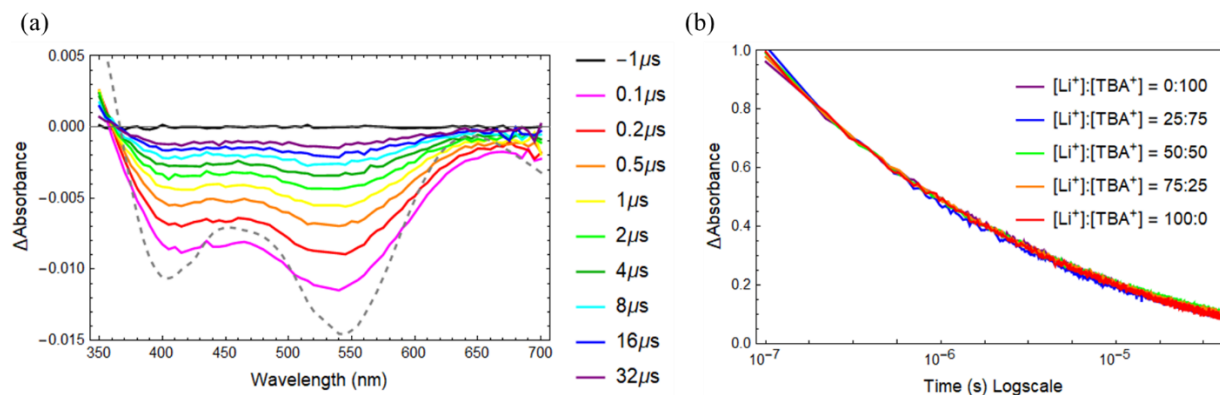 (a)
(b)
0.005
0.000
−0.005
−0.010
−0.015
ΔAbsorbance
350 400 450 500 550 600 650 700
Wavelength (nm)
−1μs
0.1μs
0.2μs
0.5μs
1μs
2μs
4μs
8μs
16μs
32μs
1.0
0.8
0.6
0.4
0.2
0.0
ΔAbsorbance
[Li⁺]:[TBA⁺] = 0:100
[Li⁺]:[TBA⁺] = 25:75
[Li⁺]:[TBA⁺] = 50:50
[Li⁺]:[TBA⁺] = 75:25
[Li⁺]:[TBA⁺] = 100:0
10⁻⁷ 10⁻⁶ 10⁻⁵
Time (s) Logscale